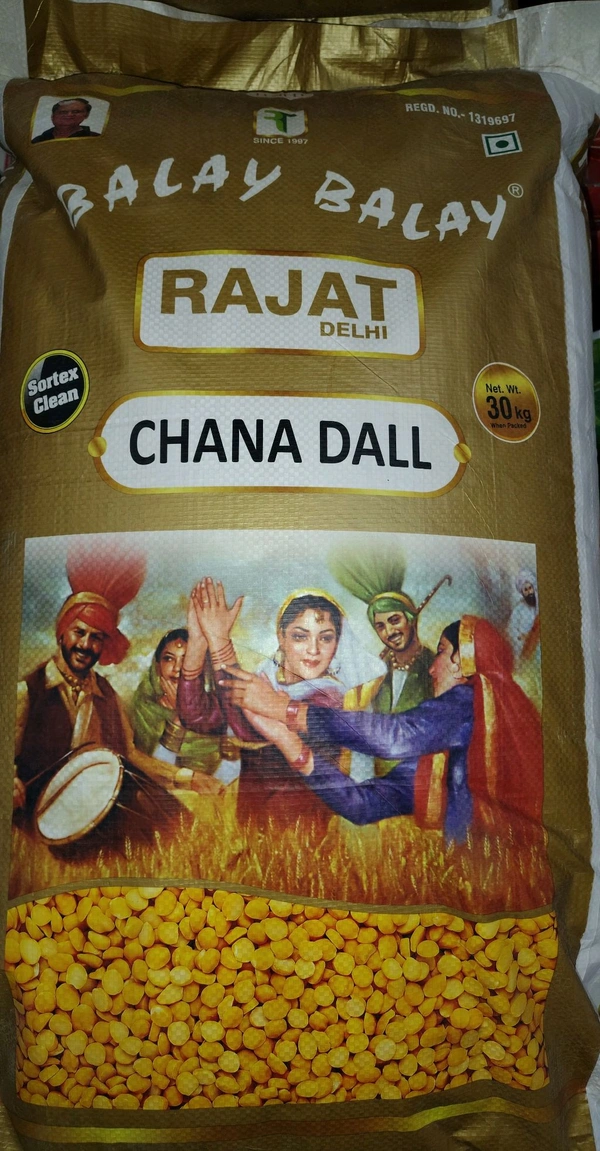 REGD. NO.- 1319697
SINCE 1997
BALAY BALAY®
RAJAT
DELHI
Sortex
Clean
Net. Wt.
30 kg
When Packed
CHANA DALL